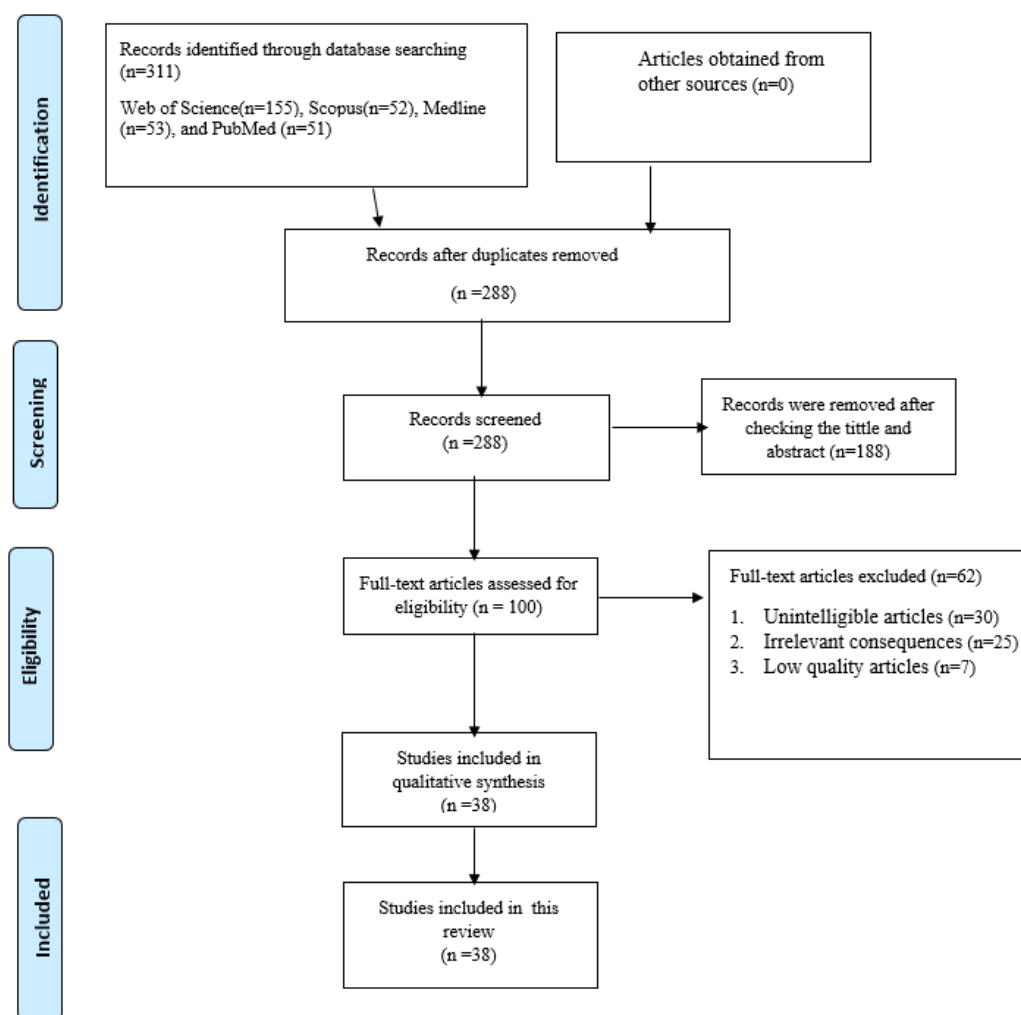 Identification
Records identified through database searching
(n=311)
Web of Science(n=155), Scopus(n=52), Medline
(n=53), and PubMed (n=51)
Articles obtained from
other sources (n=0)
Records after duplicates removed
(n =288)
Screening
Records screened
(n =288)
Records were removed after
checking the tittle and
abstract (n=188)
Eligibility
Full-text articles assessed for
eligibility (n = 100)
Full-text articles excluded (n=62)
1. Unintelligible articles (n=30)
2. Irrelevant consequences (n=25)
3. Low quality articles (n=7)
Studies included in
qualitative synthesis
(n =38)
Included
Studies included in this
review
(n =38)